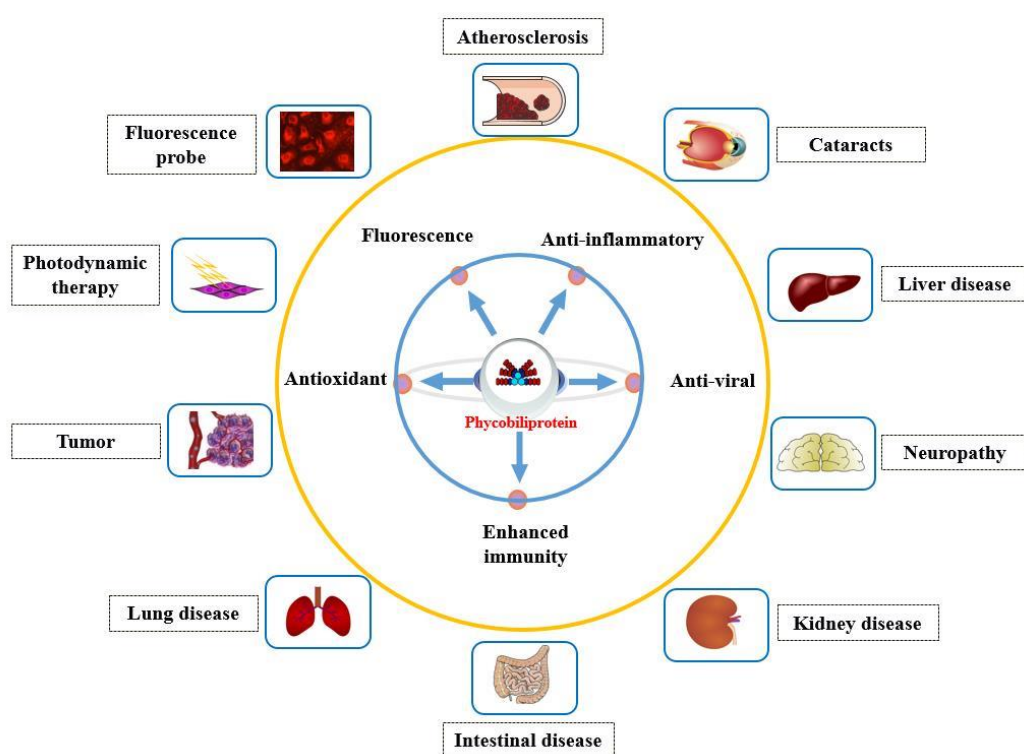 Atherosclerosis
Fluorescence
probe
Cataracts
Fluorescence
Anti-inflammatory
Photodynamic
therapy
Liver disease
Antioxidant
Anti-viral
Phycobiliprotein
Tumor
Neuropathy
Enhanced
immunity
Lung disease
Kidney disease
Intestinal disease